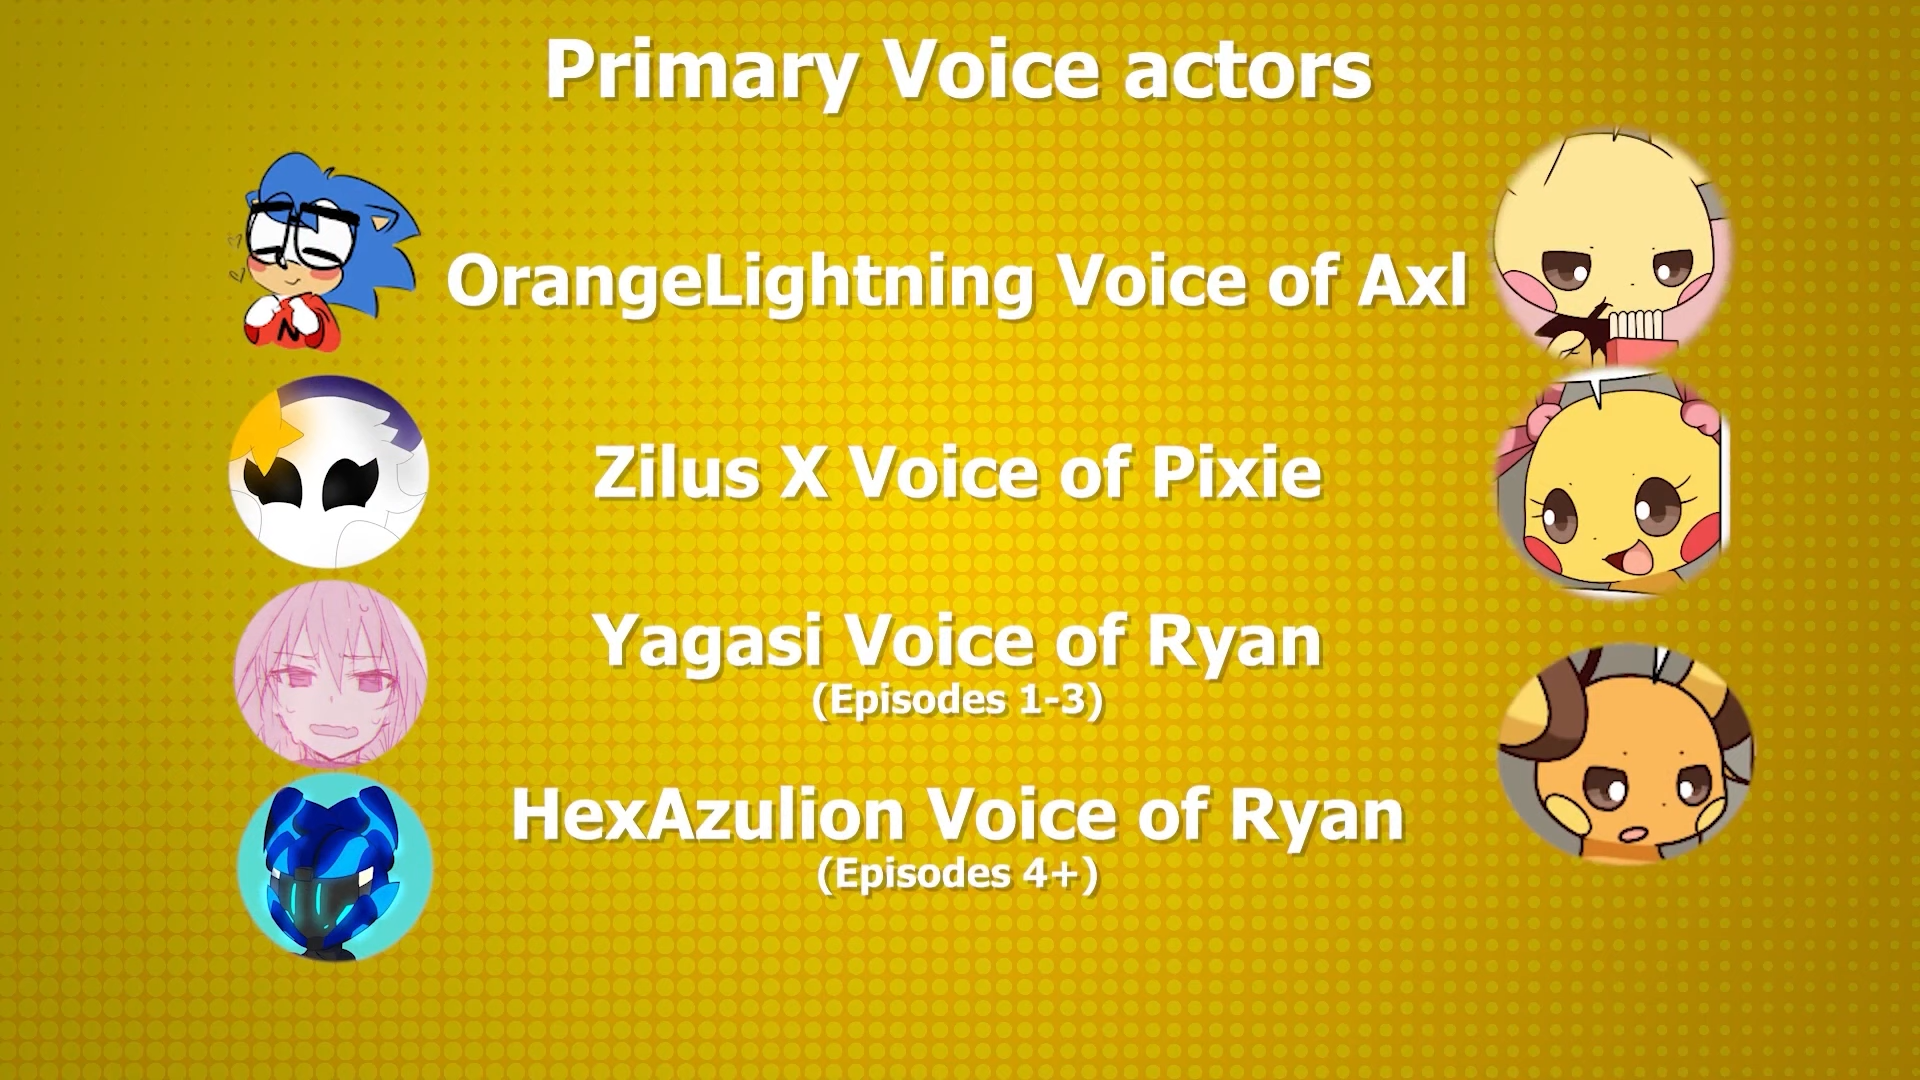 Primary Voice actors
OrangeLightning Voice of Axl
Zilus X Voice of Pixie
Yagasi Voice of Ryan
(Episodes 1-3)
HexAzulion Voice of Ryan
(Episodes 4+)